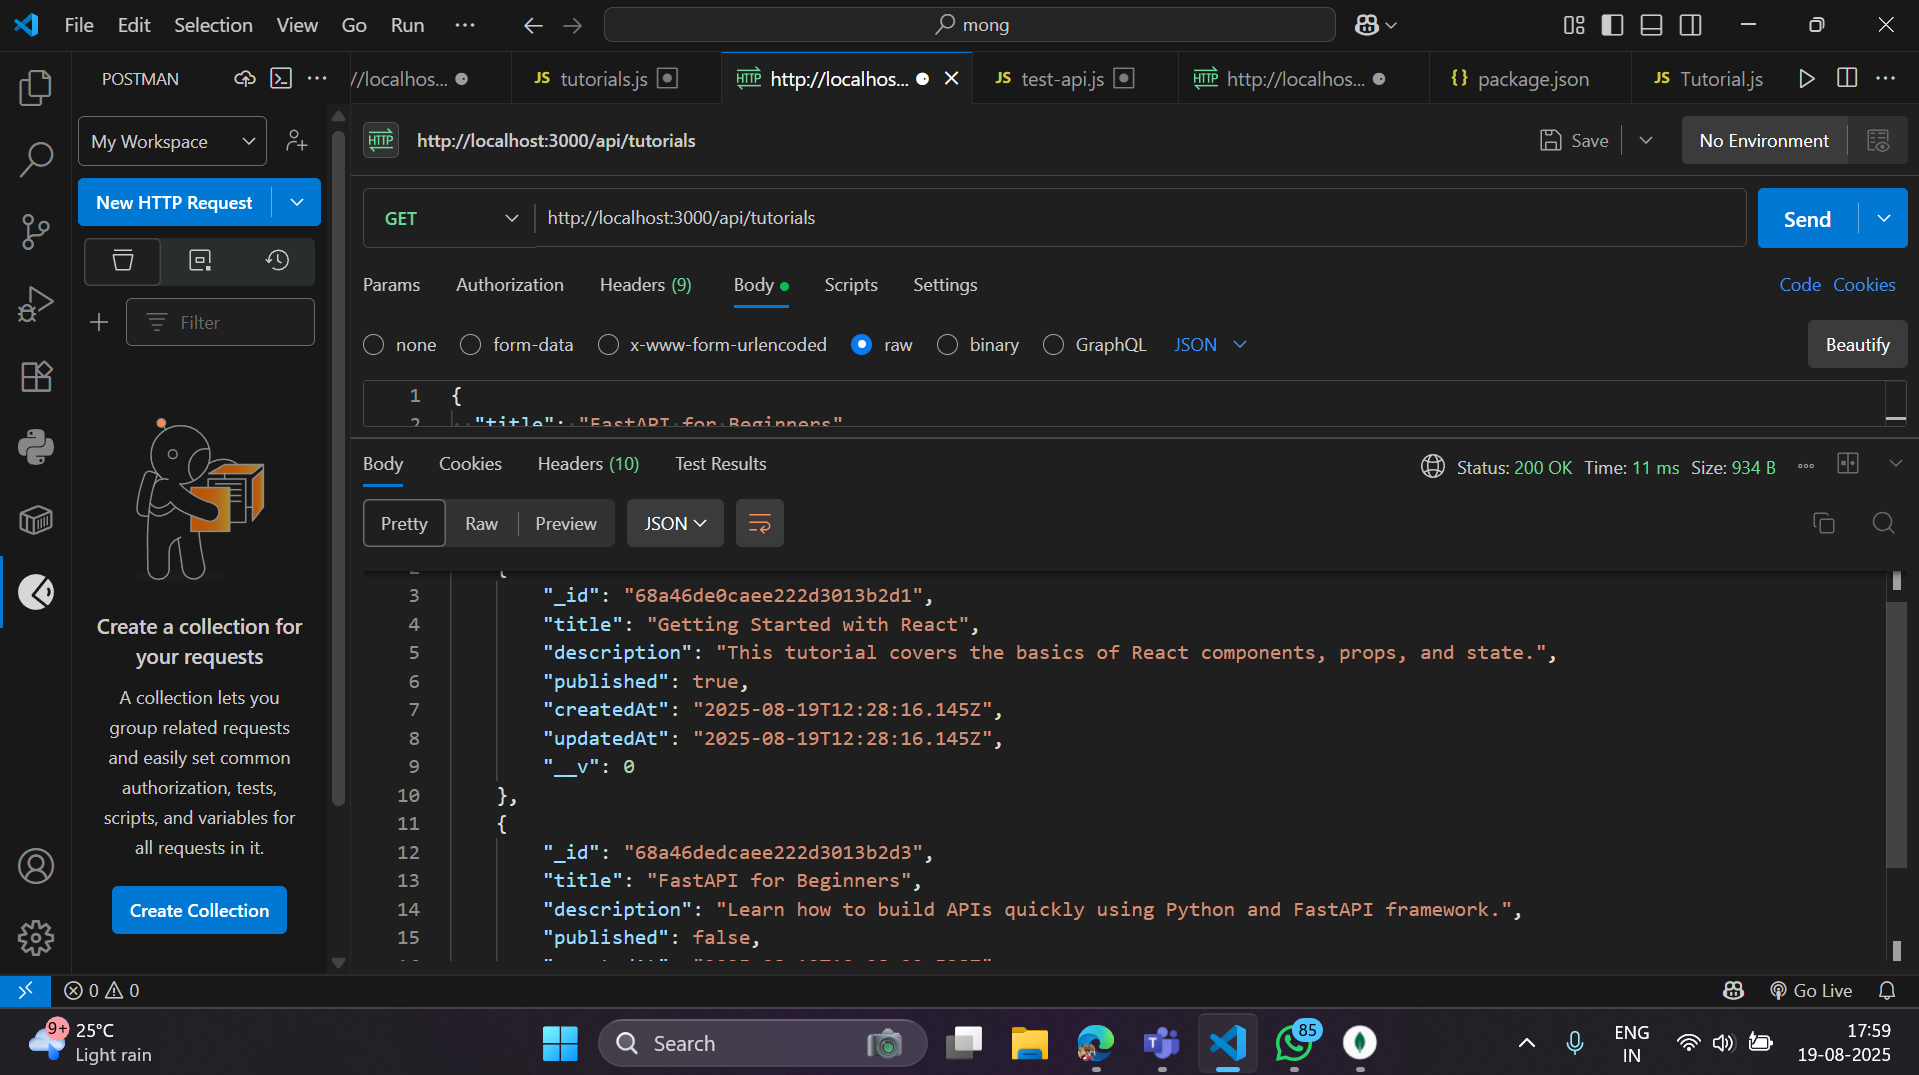 File Edit Selection View Go Run ··· mong
POSTMAN
//localhos... JS tutorials.js HTTP http://localhos... JS test-api.js HTTP http://localhos... {} package.json JS Tutorial.js
My Workspace
New HTTP Request
Filter
Create a collection for
your requests
A collection lets you
group related requests
and easily set common
authorization, tests,
scripts, and variables for
all requests in it.
Create Collection
HTTP http://localhost:3000/api/tutorials Save No Environment
GET http://localhost:3000/api/tutorials Send
Params Authorization Headers (9) Body Scripts Settings Code Cookies
none form-data x-www-form-urlencoded raw binary GraphQL JSON Beautify
1 {
2 "title": "FastAPI for Beginners"
Body Cookies Headers (10) Test Results Status: 200 OK Time: 11 ms Size: 934 B
Pretty Raw Preview JSON
2 {
3 "_id": "68a46de0caee222d3013b2d1",
4 "title": "Getting Started with React",
5 "description": "This tutorial covers the basics of React components, props, and state.",
6 "published": true,
7 "createdAt": "2025-08-19T12:28:16.145Z",
8 "updatedAt": "2025-08-19T12:28:16.145Z",
9 "__v": 0
10 },
11 {
12 "_id": "68a46dedcaee222d3013b2d3",
13 "title": "FastAPI for Beginners",
14 "description": "Learn how to build APIs quickly using Python and FastAPI framework.",
15 "published": false,
0 0 Go Live
9+ 25°C
Light rain
Search
85
ENG
IN
17:59
19-08-2025